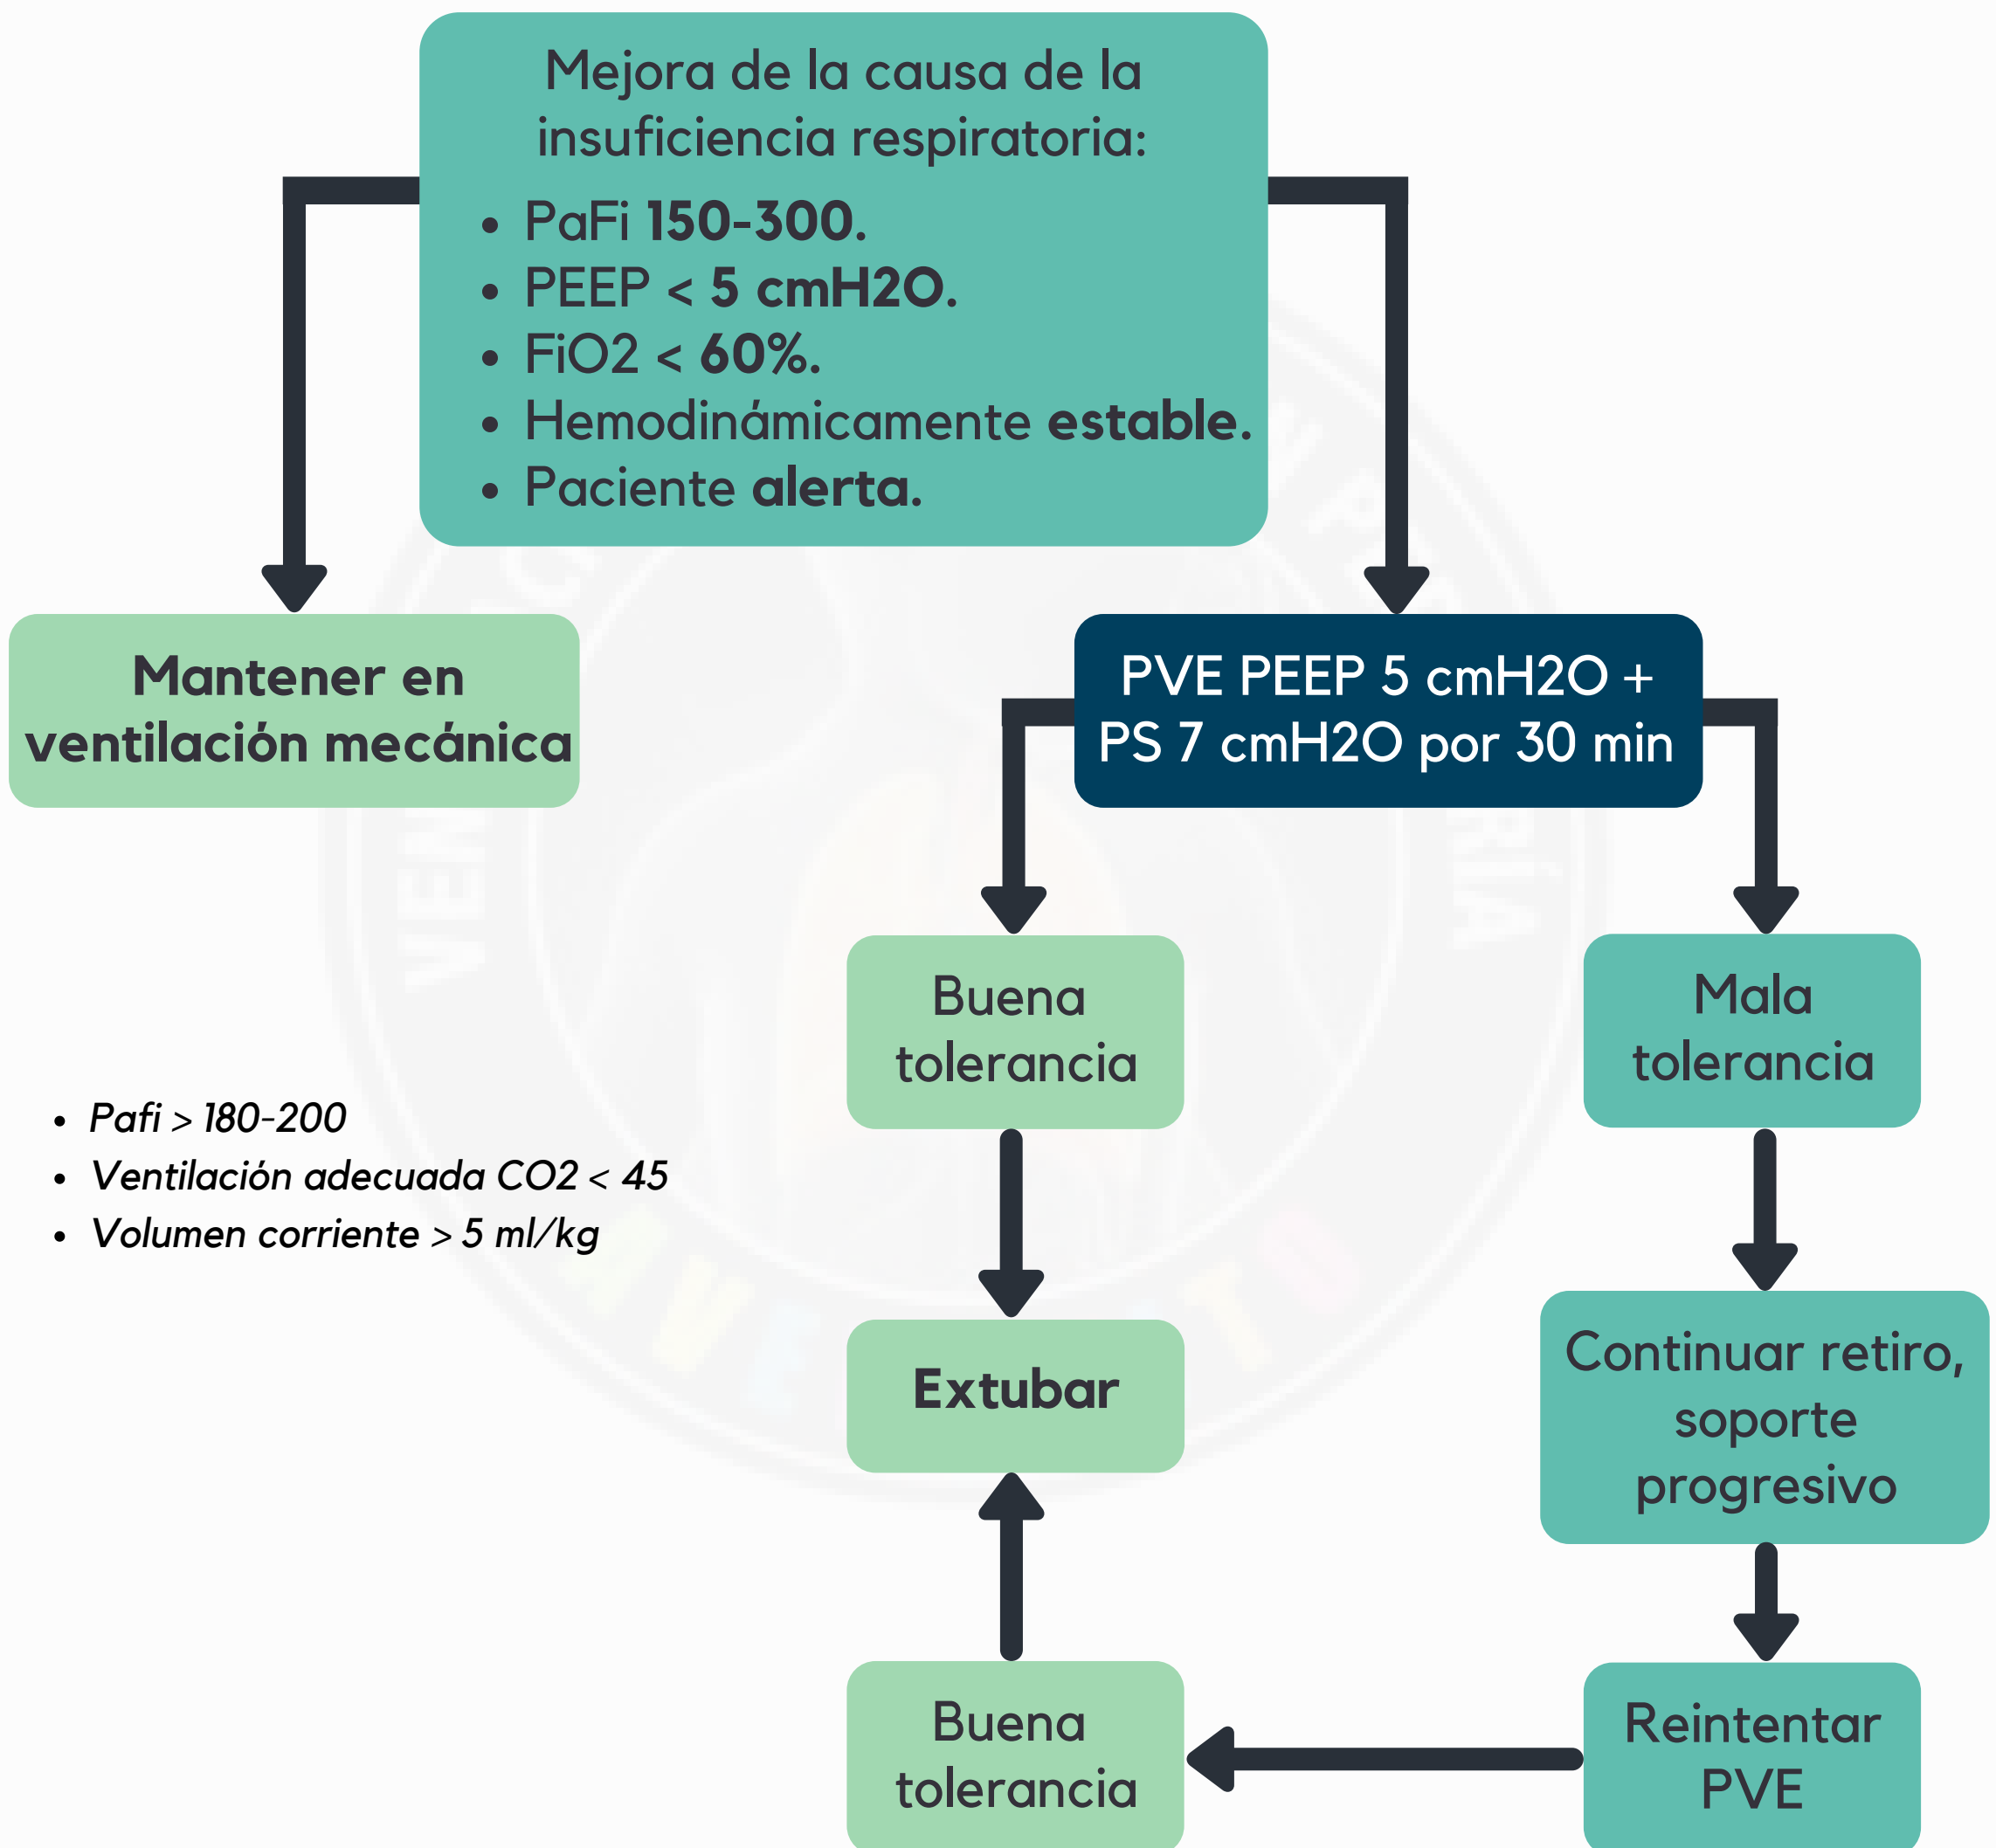 Mejora de la causa de la
insuficiencia respiratoria:
• PaFi 150-300.
• PEEP < 5 cmH2O.
• FiO2 < 60%.
• Hemodinámicamente estable.
• Paciente alerta.
Mantener en
ventilación mecánica
PVE PEEP 5 cmH2O +
PS 7 cmH2O por 30 min
Buena
tolerancia
Mala
tolerancia
• Pafi > 180-200
• Ventilación adecuada CO2 < 45
• Volumen corriente > 5 ml/kg
Extubar
Continuar retiro,
soporte
progresivo
Buena
tolerancia
Reintentar
PVE